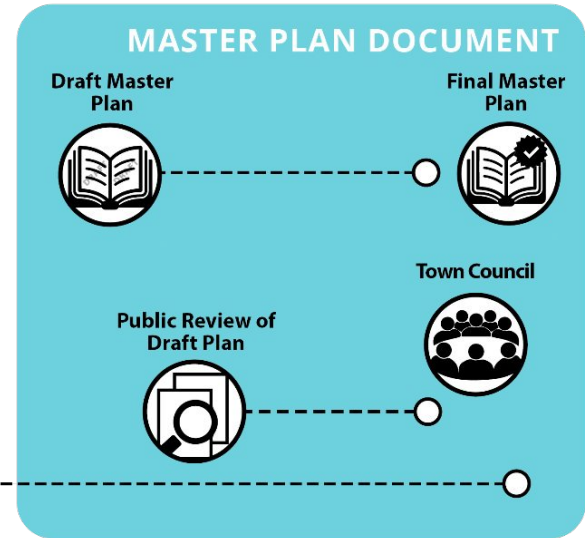 MASTER PLAN DOCUMENT
Draft Master
Plan
Final Master
Plan
Town Council
Public Review of
Draft Plan